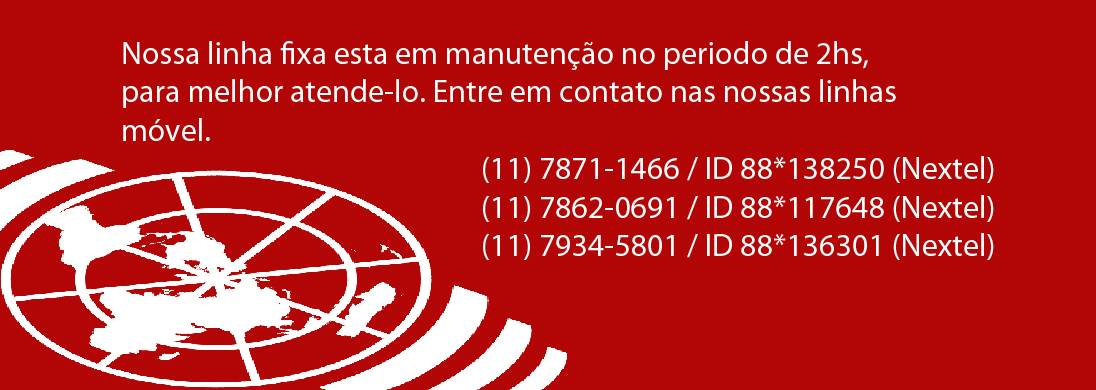 Nossa linha fixa esta em manutenção no periodo de 2hs,
para melhor atende-lo. Entre em contato nas nossas linhas
móvel.
(11) 7871-1466 / ID 88*138250 (Nextel)
(11) 7862-0691 / ID 88*117648 (Nextel)
(11) 7934-5801 / ID 88*136301 (Nextel)